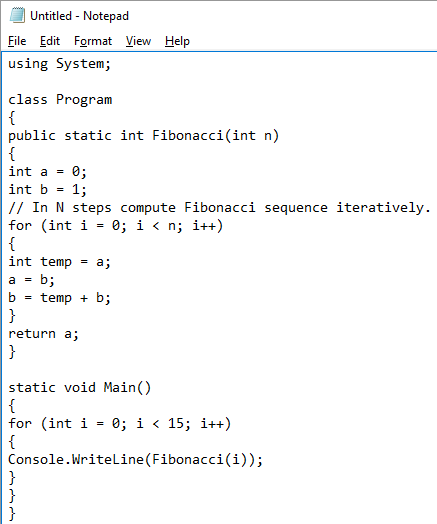 Untitled - Notepad
File Edit Format View Help
using System;

class Program
{
public static int Fibonacci(int n)
{
int a = 0;
int b = 1;
// In N steps compute Fibonacci sequence iteratively.
for (int i = 0; i < n; i++)
{
int temp = a;
a = b;
b = temp + b;
}
return a;
}

static void Main()
{
for (int i = 0; i < 15; i++)
{
Console.WriteLine(Fibonacci(i));
}
}
}